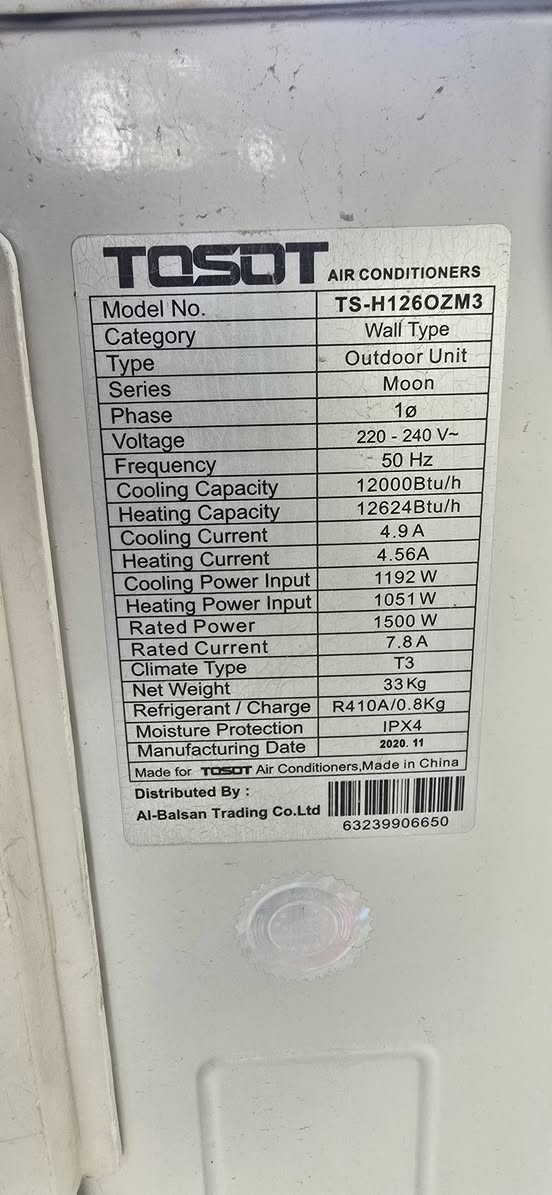 TOSOT AIR CONDITIONERS
Model No. TS-H126OZM3
Category Wall Type
Type Outdoor Unit
Series Moon
Phase 1ø
Voltage 220 - 240 V~
Frequency 50 Hz
Cooling Capacity 12000Btu/h
Heating Capacity 12624Btu/h
Cooling Current 4.9 A
Heating Current 4.56A
Cooling Power Input 1192 W
Heating Power Input 1051 W
Rated Power 1500 W
Rated Current 7.8 A
Climate Type T3
Net Weight 33 Kg
Refrigerant / Charge R410A/0.8Kg
Moisture Protection IPX4
Manufacturing Date 2020. 11
Made for TOSOT Air Conditioners,Made in China
Distributed By :
Al-Balsan Trading Co.Ltd
63239906650